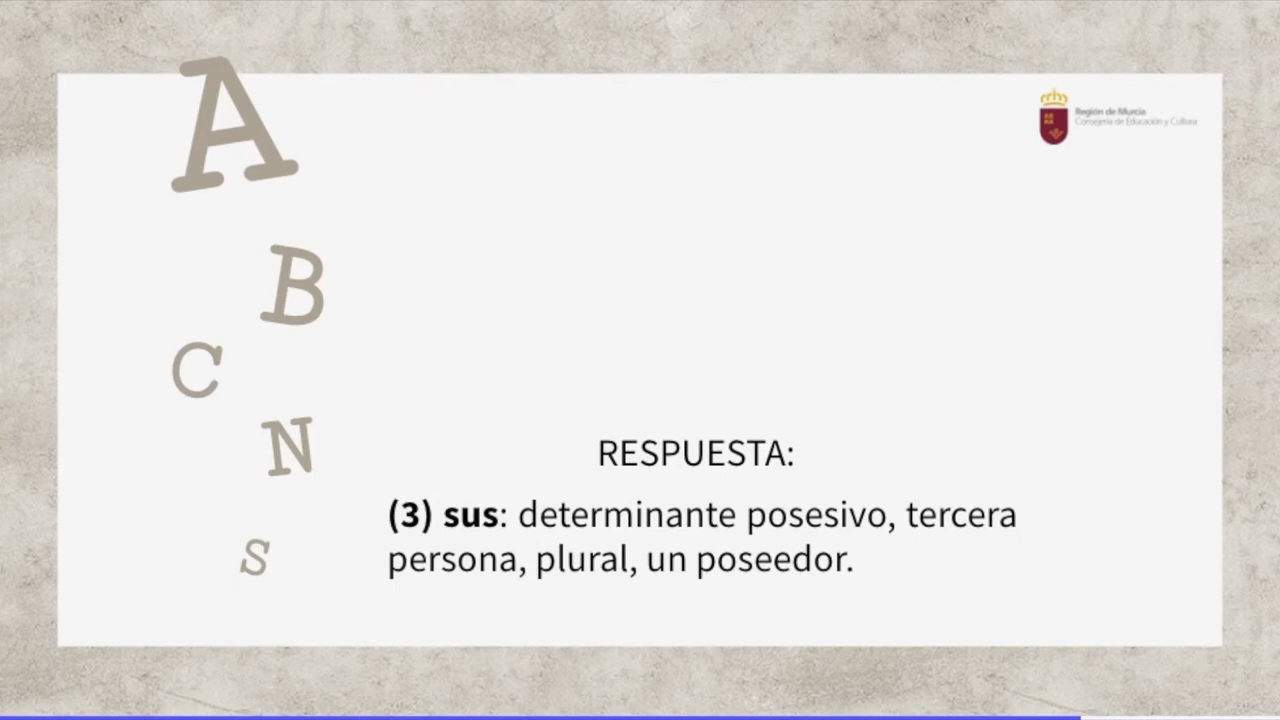 A
Región de Murcia
Consejería de Educación y Cultura
B
C
N
RESPUESTA:
(3) sus: determinante posesivo, tercera
persona, plural, un poseedor.
S